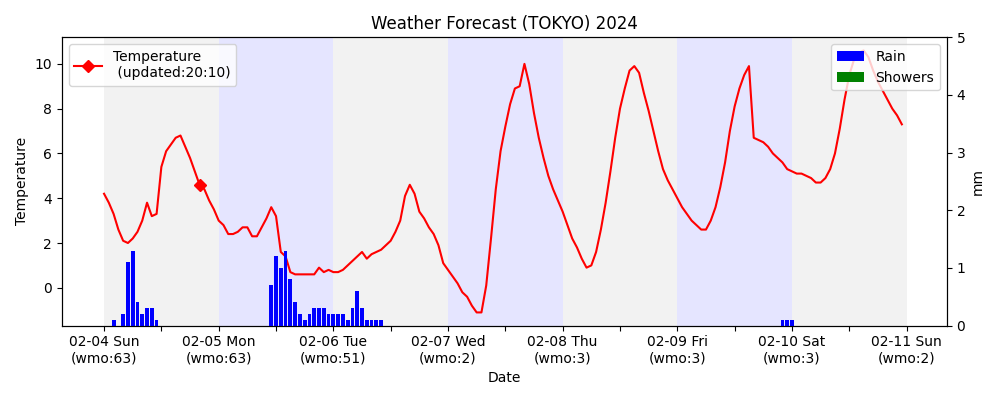 Weather Forecast (TOKYO) 2024
Temperature
(updated:20:10)
Rain
Showers
Temperature
10
8
6
4
2
0
5
4
3
2
1
0
mm
02-04 Sun
(wmo:63)
02-05 Mon
(wmo:63)
02-06 Tue
(wmo:51)
02-07 Wed
(wmo:2)
02-08 Thu
(wmo:3)
02-09 Fri
(wmo:3)
02-10 Sat
(wmo:3)
02-11 Sun
(wmo:2)
Date